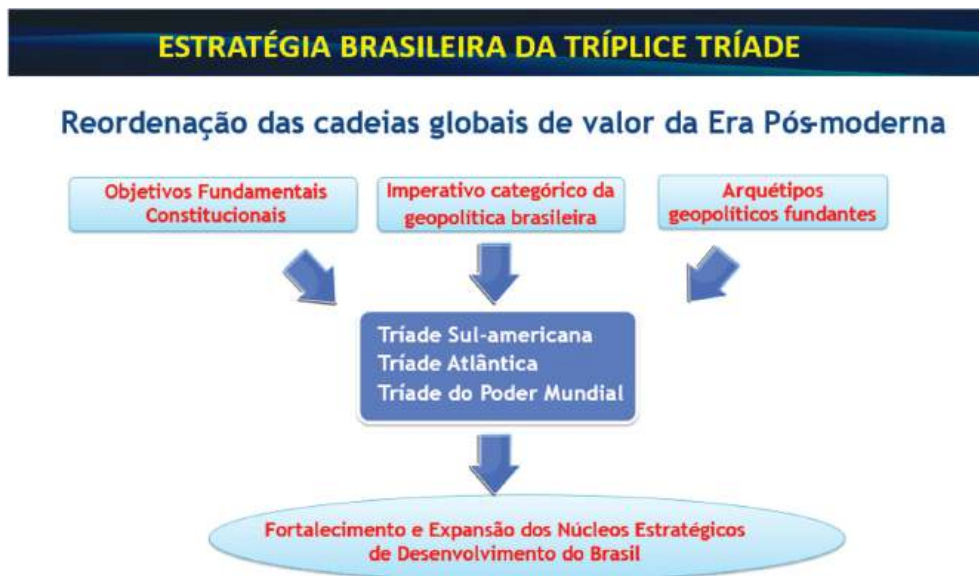 ESTRATÉGIA BRASILEIRA DA TRÍPLICE TRÍADE
Reordenação das cadeias globais de valor da Era Pós-moderna
Objetivos Fundamentais
Constitucionais
Imperativo categórico da
geopolítica brasileira
Arquétipos
geopolíticos fundantes
Tríade Sul-americana
Tríade Atlântica
Tríade do Poder Mundial
Fortalecimento e Expansão dos Núcleos Estratégicos
de Desenvolvimento do Brasil